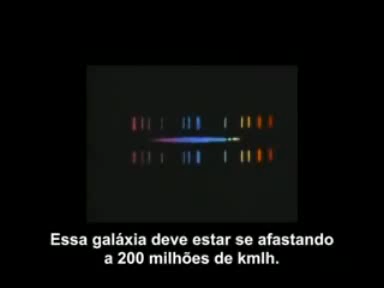 Essa galáxia deve estar se afastando
a 200 milhões de kmlh.